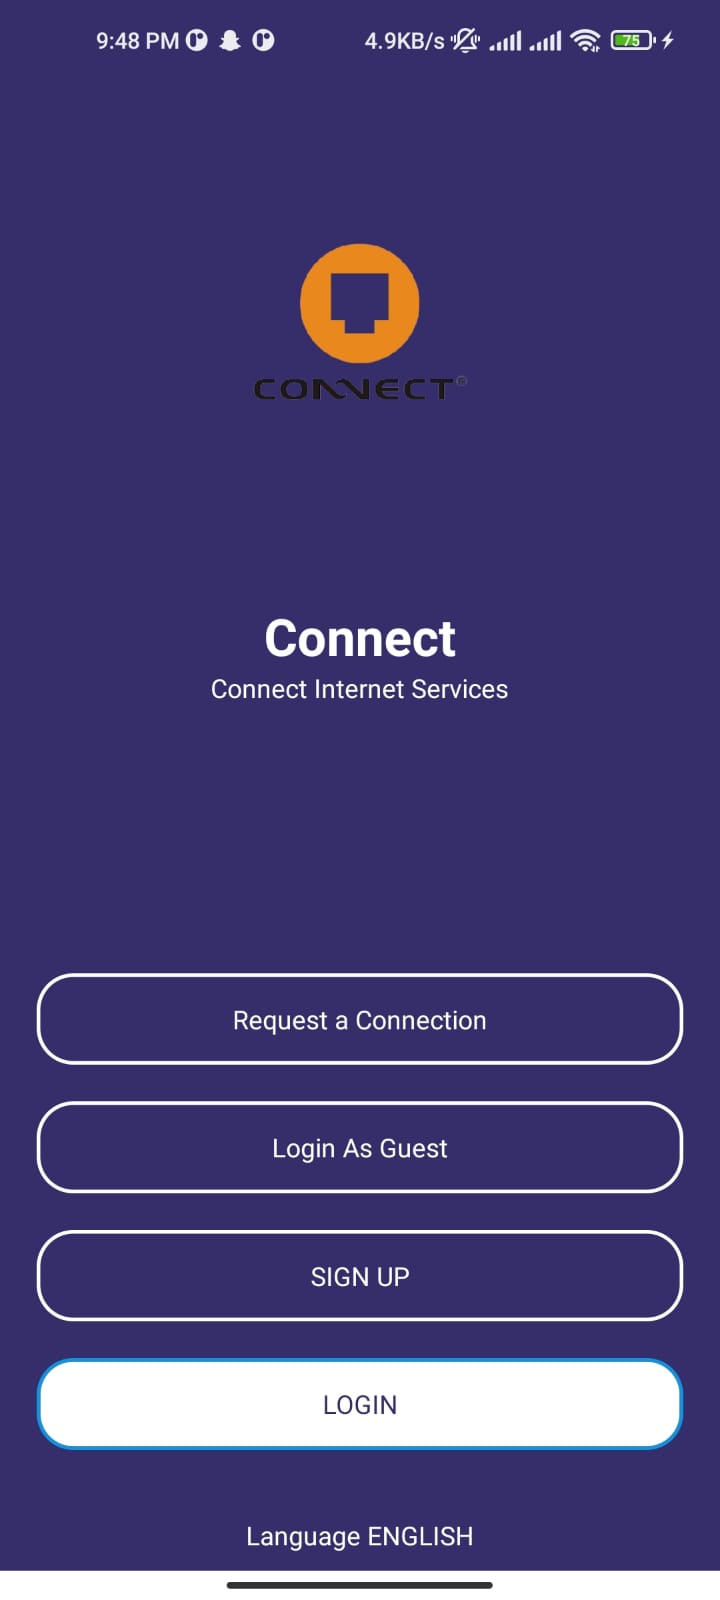 9:48 PM 4.9KB/s 75
CONNECT®
Connect
Connect Internet Services
Request a Connection
Login As Guest
SIGN UP
LOGIN
Language ENGLISH